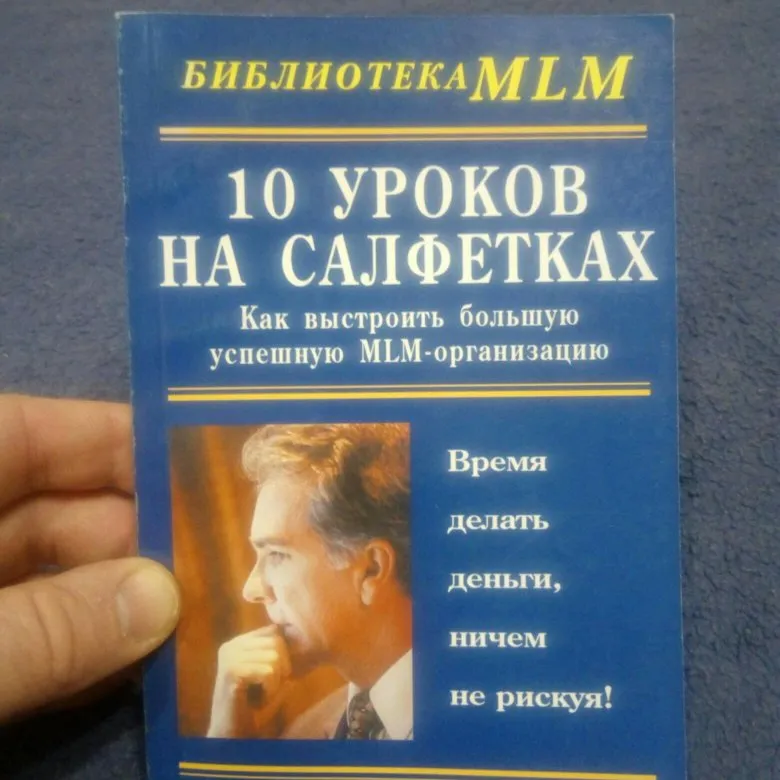 БИБЛИОТЕКА MLM
10 УРОКОВ
НА САЛФЕТКАХ
Как выстроить большую
успешную MLM-организацию
Время
делать
деньги,
ничем
не рискуя!